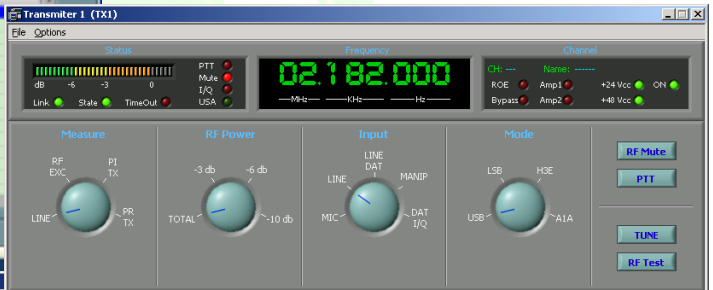 Transmiter 1 (TX1)
File Options
Status
Frequency
Channel
dB -6 -3 0
Link State TimeOut
PTT
Mute
I/Q
USA
02.182.000
MHz KHz Hz
CH: --- Name: ------
ROE Amp1 +24 Vcc ON
Bypass Amp2 +48 Vcc
Measure
RF EXC
PI TX
LINE
PR TX
RF Power
-3 db -6 db
TOTAL -10 db
Input
LINE DAT
LINE MANIP
MIC DAT I/Q
Mode
LSB H3E
USB A1A
RF Mute
PTT
TUNE
RF Test